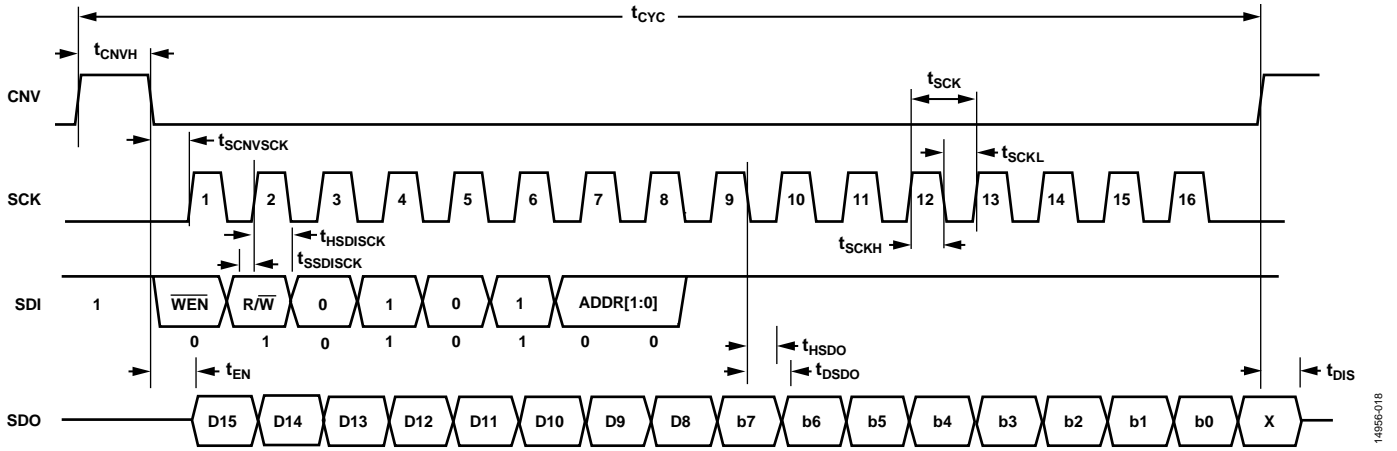 tCYC
tCNVH
CNV
tSCK
tSCNVSCK
tSCKL
SCK 1 2 3 4 5 6 7 8 9 10 11 12 13 14 15 16
tHSDISCK
tSCKH
tSSDISCK
SDI 1 WEN R/W 0 1 0 1 ADDR[1:0]
0 1 0 1 0 1 0 0
tHSDO
tEN
tDSDO
tDIS
SDO D15 D14 D13 D12 D11 D10 D9 D8 b7 b6 b5 b4 b3 b2 b1 b0 X
14956-018